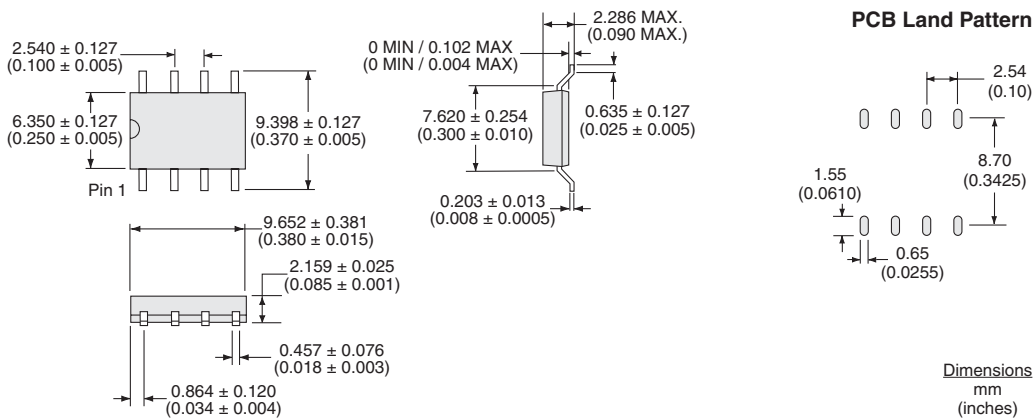 2.540 ± 0.127
(0.100 ± 0.005)
6.350 ± 0.127
(0.250 ± 0.005)
9.398 ± 0.127
(0.370 ± 0.005)
Pin 1
9.652 ± 0.381
(0.380 ± 0.015)
2.159 ± 0.025
(0.085 ± 0.001)
0.457 ± 0.076
(0.018 ± 0.003)
0.864 ± 0.120
(0.034 ± 0.004)
2.286 MAX.
(0.090 MAX.)
0 MIN / 0.102 MAX
(0 MIN / 0.004 MAX)
7.620 ± 0.254
(0.300 ± 0.010)
0.635 ± 0.127
(0.025 ± 0.005)
0.203 ± 0.013
(0.008 ± 0.0005)
PCB Land Pattern
2.54
(0.10)
8.70
(0.3425)
1.55
(0.0610)
0.65
(0.0255)
Dimensions
mm
(inches)